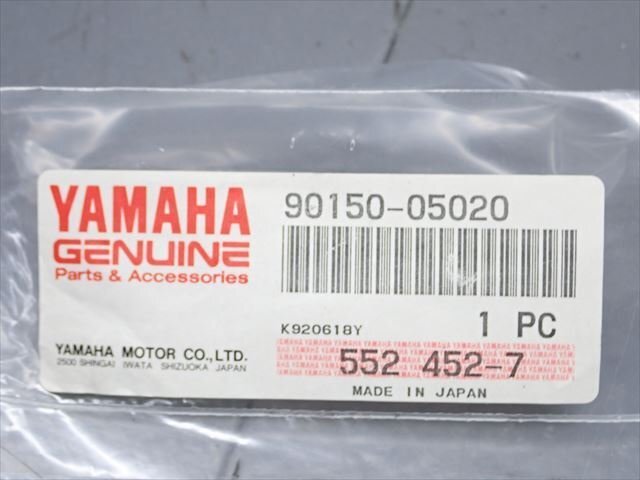 YAMAHA
GENUINE
Parts & Accessories
90150-05020
K920618Y
1 PC
YAMAHA MOTOR CO.,LTD.
2500 SHINGAI IWATA SHIZUOKA JAPAN
552 452-7
MADE IN JAPAN